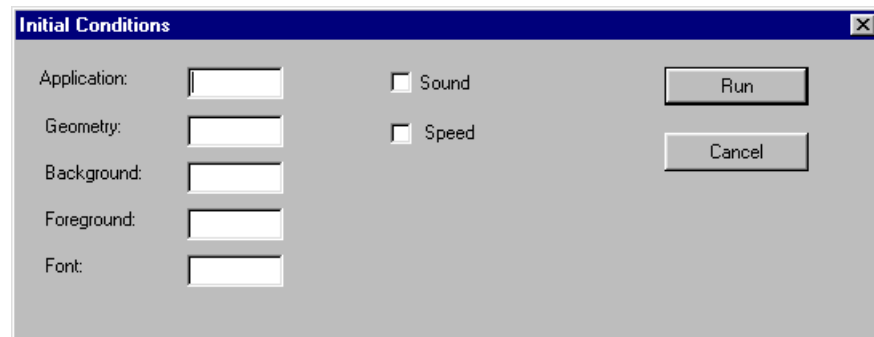 Initial Conditions
Application:
Geometry:
Background:
Foreground:
Font:
Sound
Speed
Run
Cancel